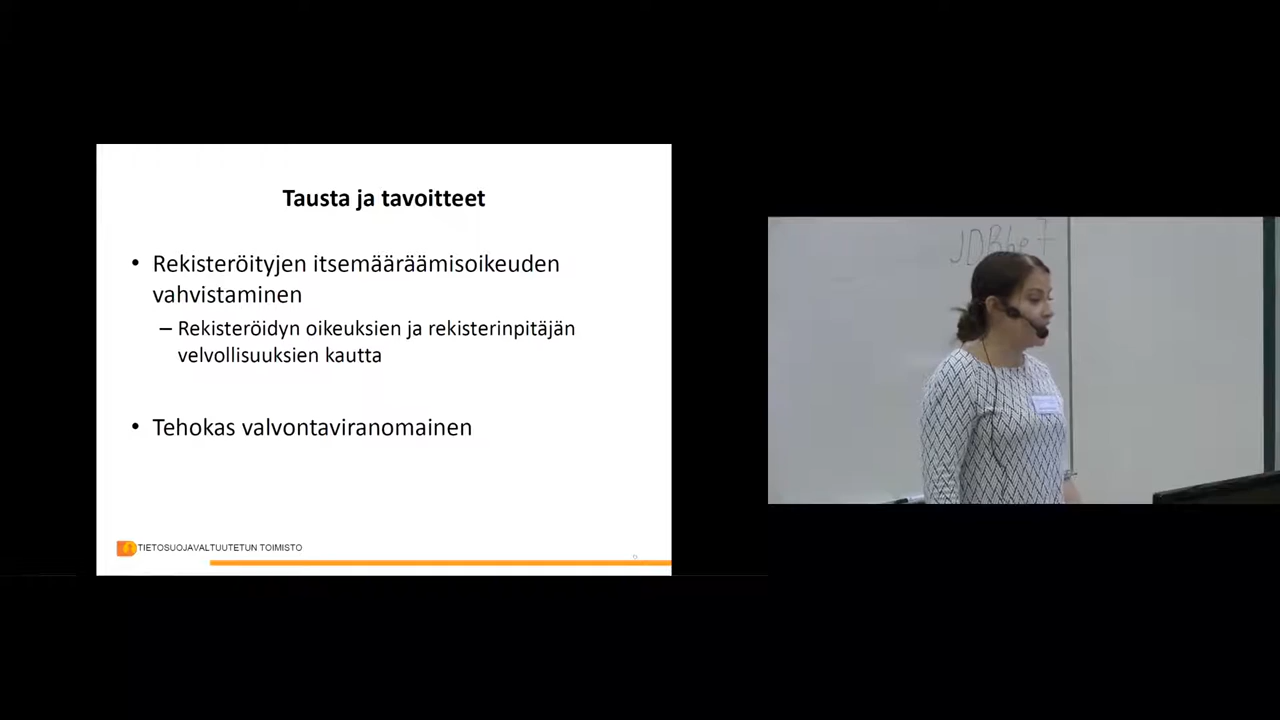 Tausta ja tavoitteet
• Rekisteröityjen itsemääräämisoikeuden
vahvistaminen
– Rekisteröidyn oikeuksien ja rekisterinpitäjän
velvollisuuksien kautta
• Tehokas valvontaviranomainen
TIETOSUOJAVALTUUTETUN TOIMISTO